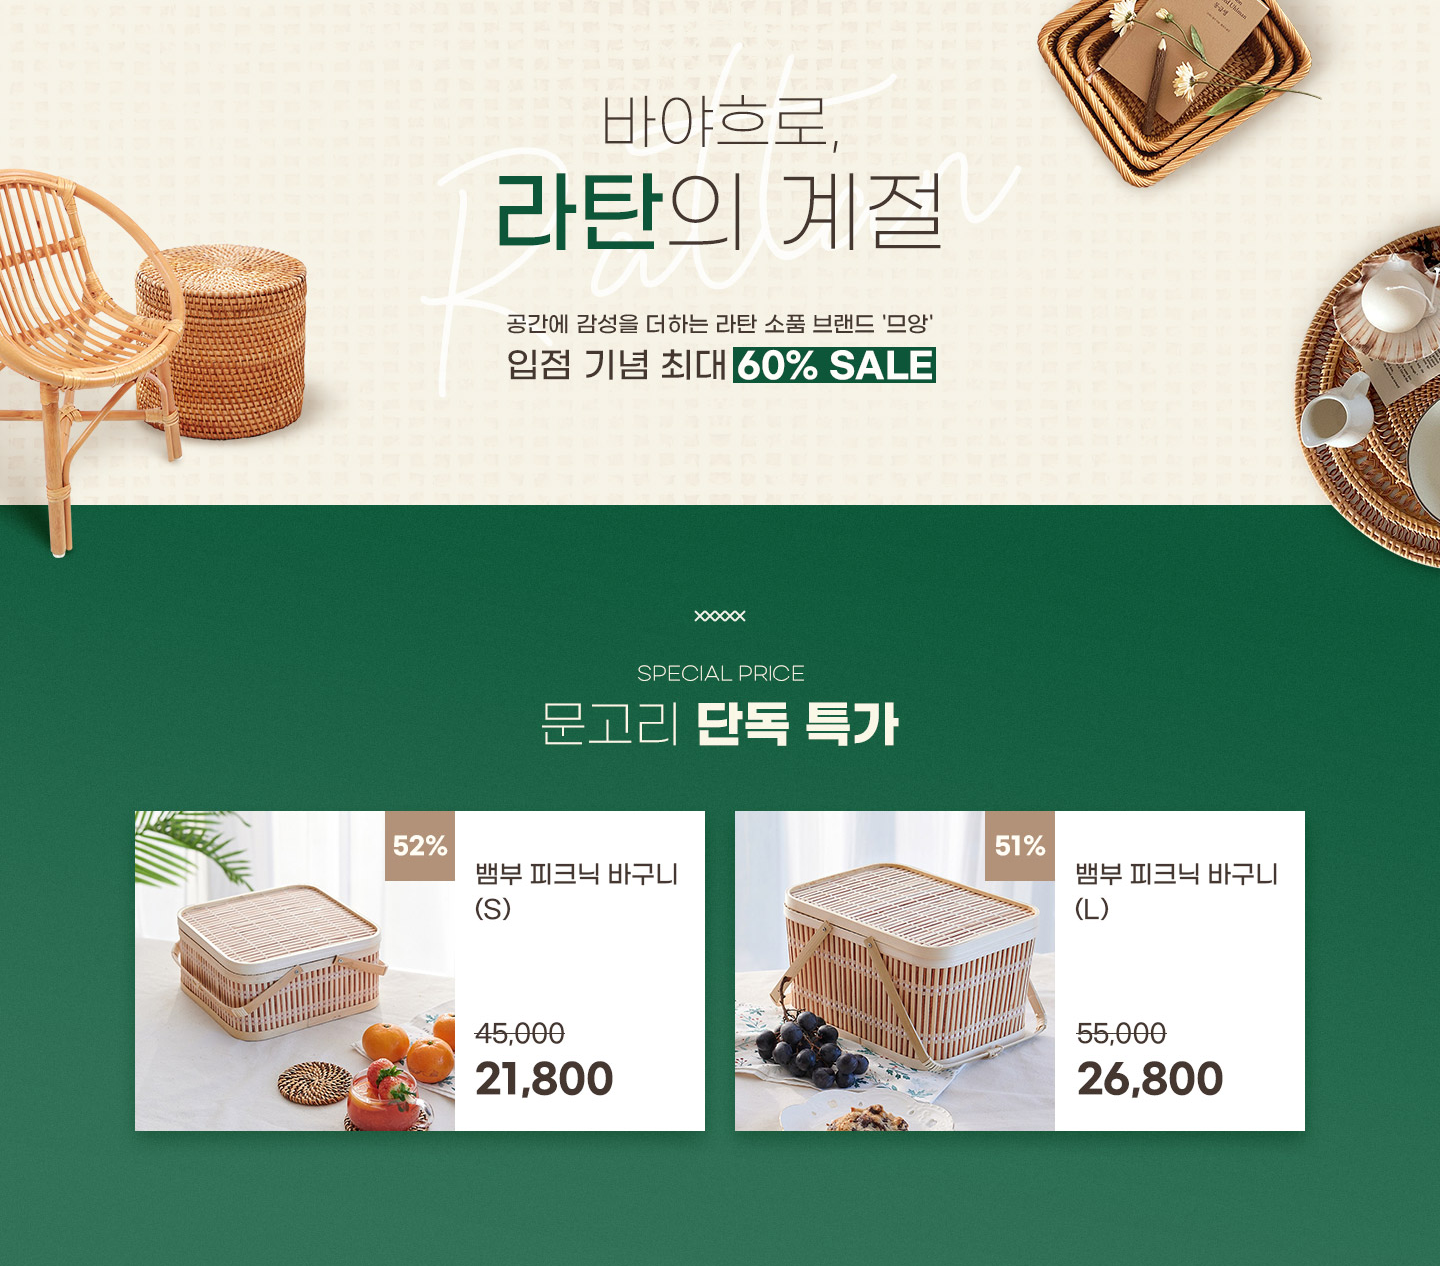 바야흐로,
Rattan
라탄의 계절
공간에 감성을 더하는 라탄 소품 브랜드 '므앙'
입점 기념 최대 60% SALE
SPECIAL PRICE
문고리 단독 특가
52%
뱀부 피크닉 바구니
(S)
45,000
21,800
51%
뱀부 피크닉 바구니
(L)
55,000
26,800